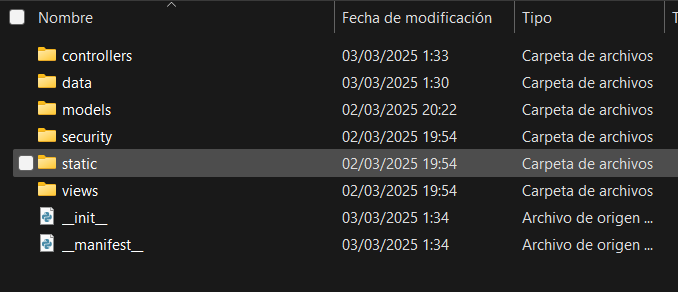 Nombre Fecha de modificación Tipo T
controllers 03/03/2025 1:33 Carpeta de archivos
data 03/03/2025 1:30 Carpeta de archivos
models 02/03/2025 20:22 Carpeta de archivos
security 02/03/2025 19:54 Carpeta de archivos
static 02/03/2025 19:54 Carpeta de archivos
views 02/03/2025 19:54 Carpeta de archivos
__init__ 03/03/2025 1:34 Archivo de origen ...
__manifest__ 03/03/2025 1:34 Archivo de origen ...